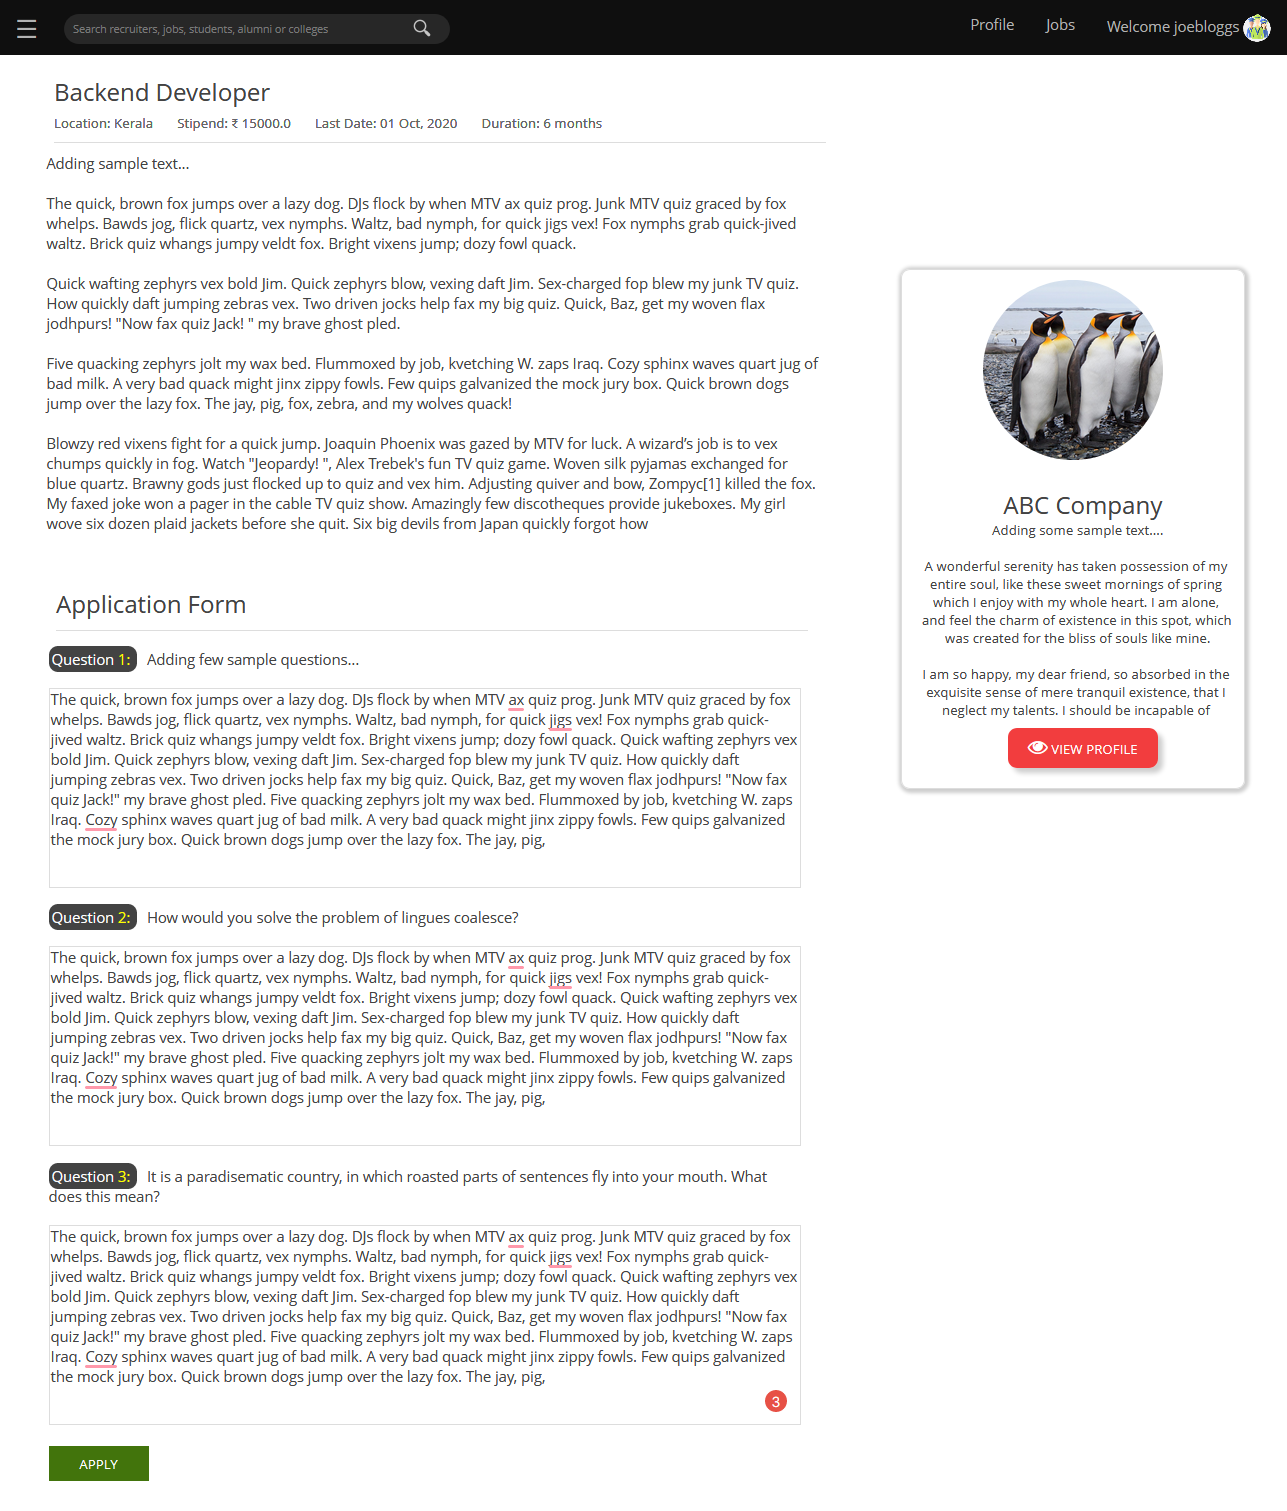 Search recruiters, jobs, students, alumni or colleges
Profile Jobs Welcome joebloggs
Backend Developer
Location: Kerala Stipend: ₹ 15000.0 Last Date: 01 Oct, 2020 Duration: 6 months
Adding sample text...
The quick, brown fox jumps over a lazy dog. DJs flock by when MTV ax quiz prog. Junk MTV quiz graced by fox
whelps. Bawds jog, flick quartz, vex nymphs. Waltz, bad nymph, for quick jigs vex! Fox nymphs grab quick-jived
waltz. Brick quiz whangs jumpy veldt fox. Bright vixens jump; dozy fowl quack.
Quick wafting zephyrs vex bold Jim. Quick zephyrs blow, vexing daft Jim. Sex-charged fop blew my junk TV quiz.
How quickly daft jumping zebras vex. Two driven jocks help fax my big quiz. Quick, Baz, get my woven flax
jodhpurs! "Now fax quiz Jack! " my brave ghost pled.
Five quacking zephyrs jolt my wax bed. Flummoxed by job, kvetching W. zaps Iraq. Cozy sphinx waves quart jug of
bad milk. A very bad quack might jinx zippy fowls. Few quips galvanized the mock jury box. Quick brown dogs
jump over the lazy fox. The jay, pig, fox, zebra, and my wolves quack!
Blowzy red vixens fight for a quick jump. Joaquin Phoenix was gazed by MTV for luck. A wizard’s job is to vex
chumps quickly in fog. Watch "Jeopardy! ", Alex Trebek's fun TV quiz game. Woven silk pyjamas exchanged for
blue quartz. Brawny gods just flocked up to quiz and vex him. Adjusting quiver and bow, Zompyc[1] killed the fox.
My faxed joke won a pager in the cable TV quiz show. Amazingly few discotheques provide jukeboxes. My girl
wove six dozen plaid jackets before she quit. Six big devils from Japan quickly forgot how
ABC Company
Adding some sample text....
A wonderful serenity has taken possession of my
entire soul, like these sweet mornings of spring
which I enjoy with my whole heart. I am alone,
and feel the charm of existence in this spot, which
was created for the bliss of souls like mine.
I am so happy, my dear friend, so absorbed in the
exquisite sense of mere tranquil existence, that I
neglect my talents. I should be incapable of
VIEW PROFILE
Application Form
Question 1: Adding few sample questions...
The quick, brown fox jumps over a lazy dog. DJs flock by when MTV ax quiz prog. Junk MTV quiz graced by fox
whelps. Bawds jog, flick quartz, vex nymphs. Waltz, bad nymph, for quick jigs vex! Fox nymphs grab quick-
jived waltz. Brick quiz whangs jumpy veldt fox. Bright vixens jump; dozy fowl quack. Quick wafting zephyrs vex
bold Jim. Quick zephyrs blow, vexing daft Jim. Sex-charged fop blew my junk TV quiz. How quickly daft
jumping zebras vex. Two driven jocks help fax my big quiz. Quick, Baz, get my woven flax jodhpurs! "Now fax
quiz Jack!" my brave ghost pled. Five quacking zephyrs jolt my wax bed. Flummoxed by job, kvetching W. zaps
Iraq. Cozy sphinx waves quart jug of bad milk. A very bad quack might jinx zippy fowls. Few quips galvanized
the mock jury box. Quick brown dogs jump over the lazy fox. The jay, pig,
Question 2: How would you solve the problem of lingues coalesce?
The quick, brown fox jumps over a lazy dog. DJs flock by when MTV ax quiz prog. Junk MTV quiz graced by fox
whelps. Bawds jog, flick quartz, vex nymphs. Waltz, bad nymph, for quick jigs vex! Fox nymphs grab quick-
jived waltz. Brick quiz whangs jumpy veldt fox. Bright vixens jump; dozy fowl quack. Quick wafting zephyrs vex
bold Jim. Quick zephyrs blow, vexing daft Jim. Sex-charged fop blew my junk TV quiz. How quickly daft
jumping zebras vex. Two driven jocks help fax my big quiz. Quick, Baz, get my woven flax jodhpurs! "Now fax
quiz Jack!" my brave ghost pled. Five quacking zephyrs jolt my wax bed. Flummoxed by job, kvetching W. zaps
Iraq. Cozy sphinx waves quart jug of bad milk. A very bad quack might jinx zippy fowls. Few quips galvanized
the mock jury box. Quick brown dogs jump over the lazy fox. The jay, pig,
Question 3: It is a paradisematic country, in which roasted parts of sentences fly into your mouth. What
does this mean?
The quick, brown fox jumps over a lazy dog. DJs flock by when MTV ax quiz prog. Junk MTV quiz graced by fox
whelps. Bawds jog, flick quartz, vex nymphs. Waltz, bad nymph, for quick jigs vex! Fox nymphs grab quick-
jived waltz. Brick quiz whangs jumpy veldt fox. Bright vixens jump; dozy fowl quack. Quick wafting zephyrs vex
bold Jim. Quick zephyrs blow, vexing daft Jim. Sex-charged fop blew my junk TV quiz. How quickly daft
jumping zebras vex. Two driven jocks help fax my big quiz. Quick, Baz, get my woven flax jodhpurs! "Now fax
quiz Jack!" my brave ghost pled. Five quacking zephyrs jolt my wax bed. Flummoxed by job, kvetching W. zaps
Iraq. Cozy sphinx waves quart jug of bad milk. A very bad quack might jinx zippy fowls. Few quips galvanized
the mock jury box. Quick brown dogs jump over the lazy fox. The jay, pig,
3
APPLY